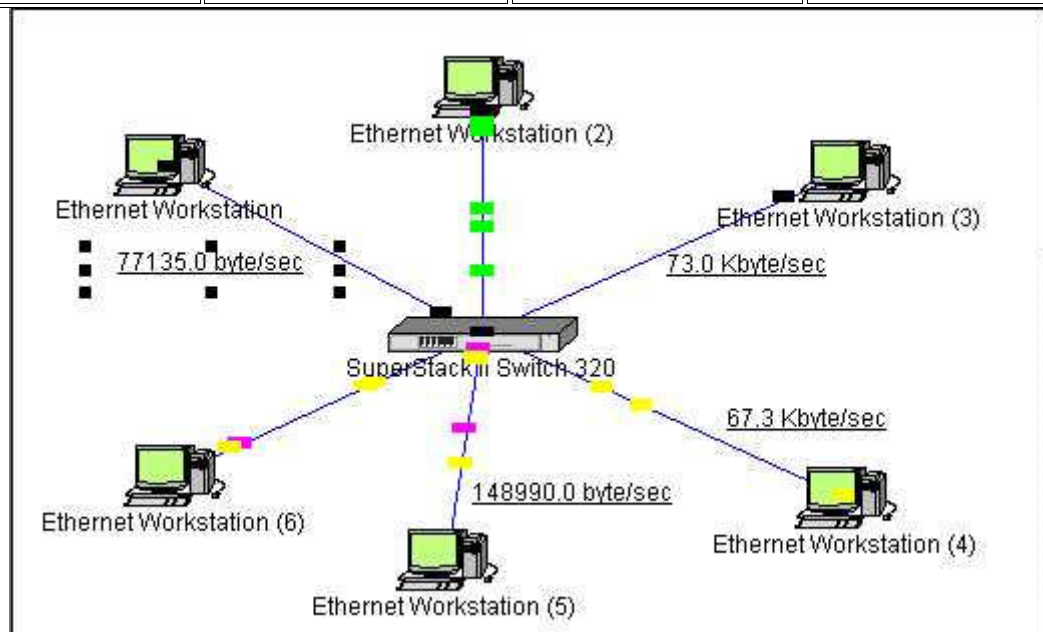 Ethernet Workstation (2)
Ethernet Workstation
Ethernet Workstation (3)
77135.0 byte/sec
73.0 Kbyte/sec
SuperStack II Switch 320
67.3 Kbyte/sec
148990.0 byte/sec
Ethernet Workstation (6)
Ethernet Workstation (4)
Ethernet Workstation (5)